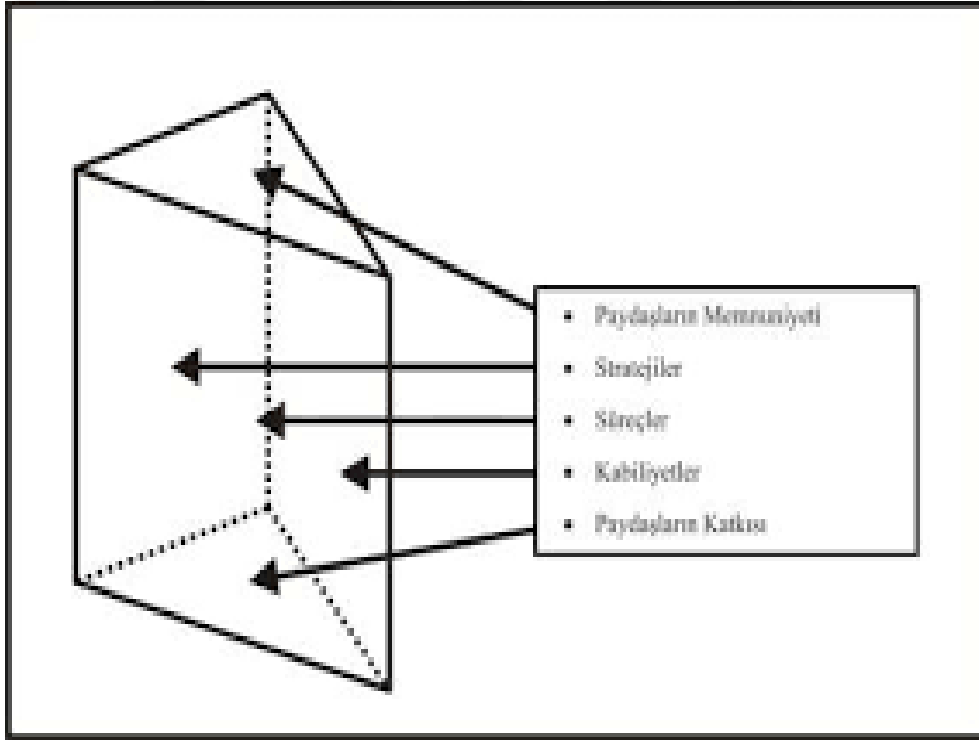 • Paydaşların Memnuniyeti
• Stratejiler
• Süreçler
• Kabiliyetler
• Paydaşların Katkısı